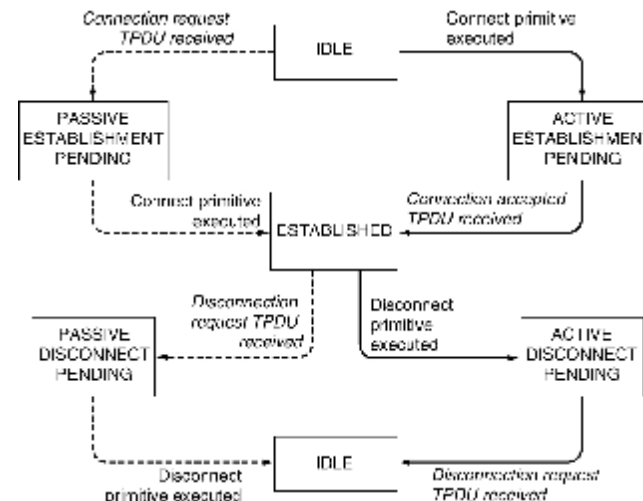 Connection request
TPDU received
Connect primitive
executed
IDLE
PASSIVE
ESTABLISHMENT
PENDING
ACTIVE
ESTABLISHMENT
PENDING
Connect primitive
executed
Connection accepted
TPDU received
ESTABLISHED
Disconnection
request TPDU
received
Disconnect
primitive
executed
PASSIVE
DISCONNECT
PENDING
ACTIVE
DISCONNECT
PENDING
IDLE
Disconnect
primitive executed
Disconnection request
TPDU received